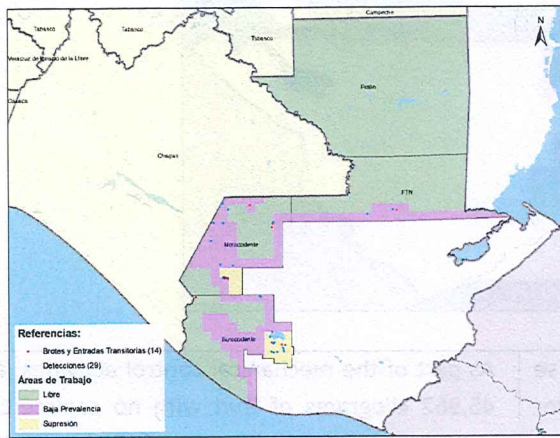 Campeche
Tabasco
Tabasco
Tabasco
Veracruz de Ignacio de la Llave
Oaxaca
Petén
Chiapas
FTN
Noroccidente
Suroccidente
N
Referencias:
Brotes y Entradas Transitorias (14)
Detecciones (29)
Áreas de Trabajo
Libre
Baja Prevalencia
Supresión